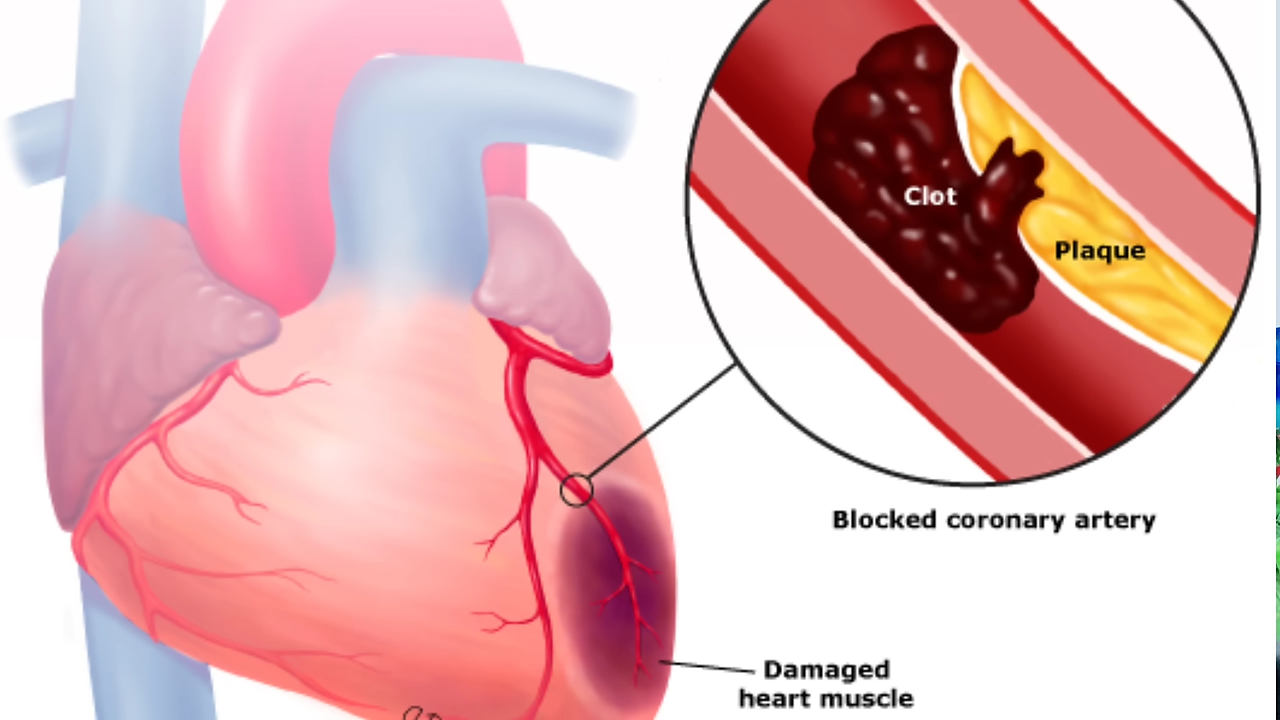 Clot
Plaque
Blocked coronary artery
Damaged
heart muscle